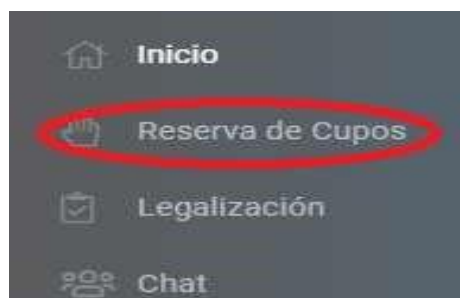 Inicio
Reserva de Cupos
Legalización
Chat